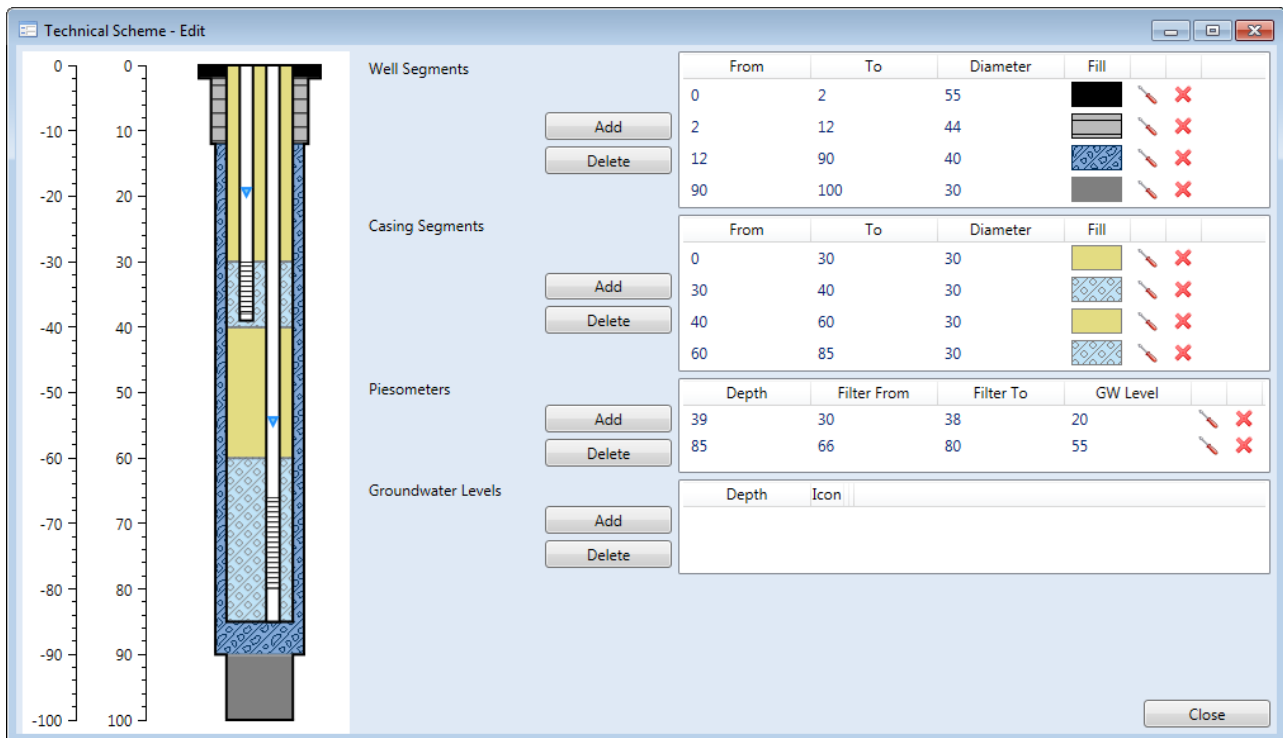 Technical Scheme - Edit
0 0
-10 10
-20 20
-30 30
-40 40
-50 50
-60 60
-70 70
-80 80
-90 90
-100 100
Well Segments
Add
Delete
From To Diameter Fill
0 2 55
2 12 44
12 90 40
90 100 30
Casing Segments
Add
Delete
From To Diameter Fill
0 30 30
30 40 30
40 60 30
60 85 30
Piesometers
Add
Delete
Depth Filter From Filter To GW Level
39 30 38 20
85 66 80 55
Groundwater Levels
Add
Delete
Depth Icon
Close